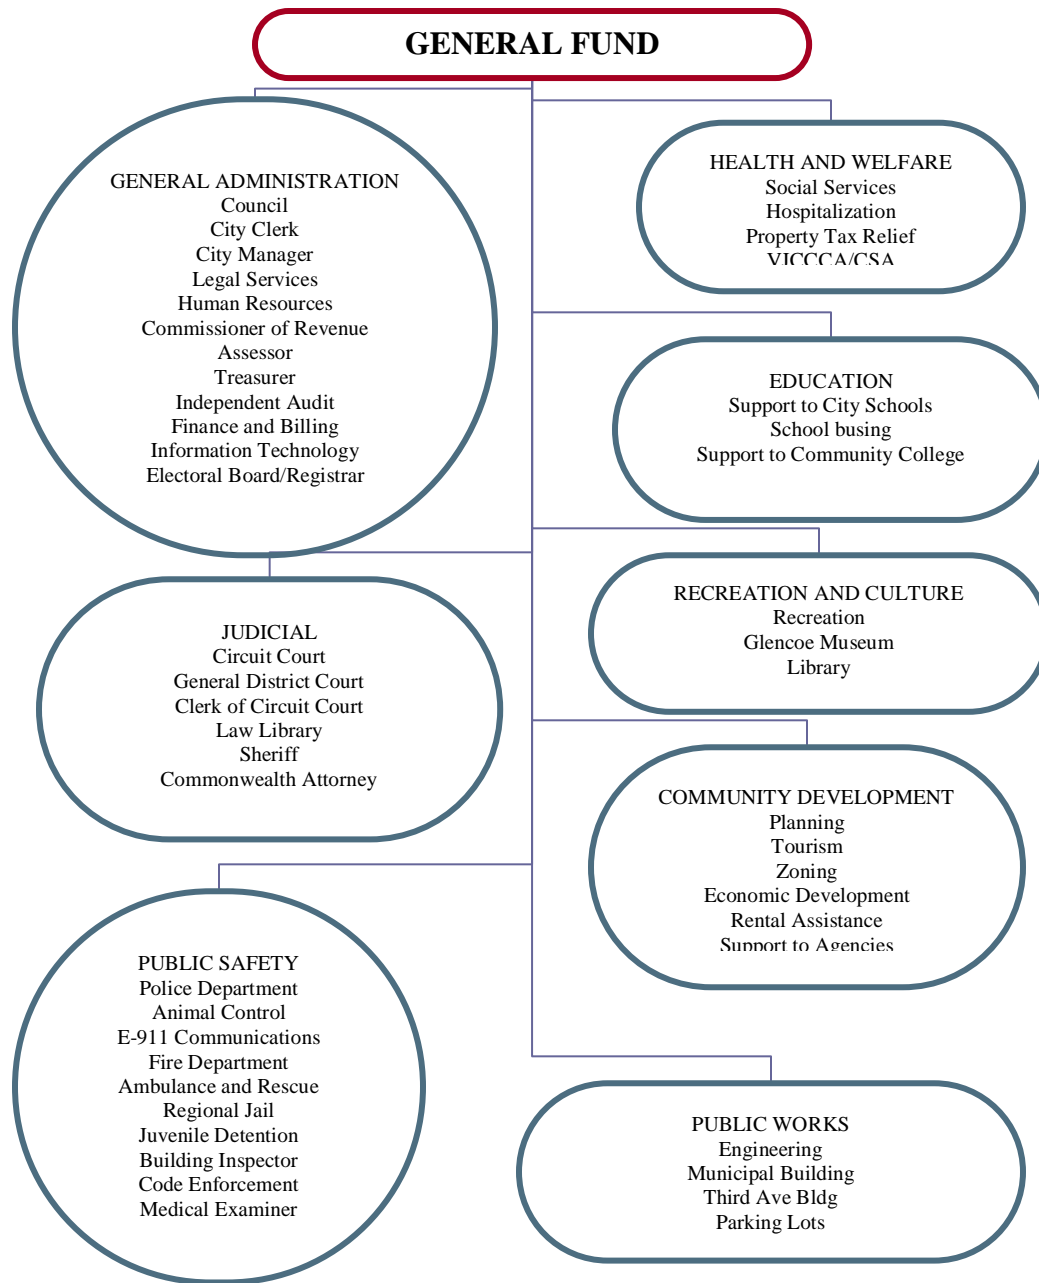 GENERAL FUND
GENERAL ADMINISTRATION
Council
City Clerk
City Manager
Legal Services
Human Resources
Commissioner of Revenue
Assessor
Treasurer
Independent Audit
Finance and Billing
Information Technology
Electoral Board/Registrar
HEALTH AND WELFARE
Social Services
Hospitalization
Property Tax Relief
VJCCCA/CSA
EDUCATION
Support to City Schools
School busing
Support to Community College
RECREATION AND CULTURE
Recreation
Glencoe Museum
Library
JUDICIAL
Circuit Court
General District Court
Clerk of Circuit Court
Law Library
Sheriff
Commonwealth Attorney
COMMUNITY DEVELOPMENT
Planning
Tourism
Zoning
Economic Development
Rental Assistance
Support to Agencies
PUBLIC SAFETY
Police Department
Animal Control
E-911 Communications
Fire Department
Ambulance and Rescue
Regional Jail
Juvenile Detention
Building Inspector
Code Enforcement
Medical Examiner
PUBLIC WORKS
Engineering
Municipal Building
Third Ave Bldg
Parking Lots